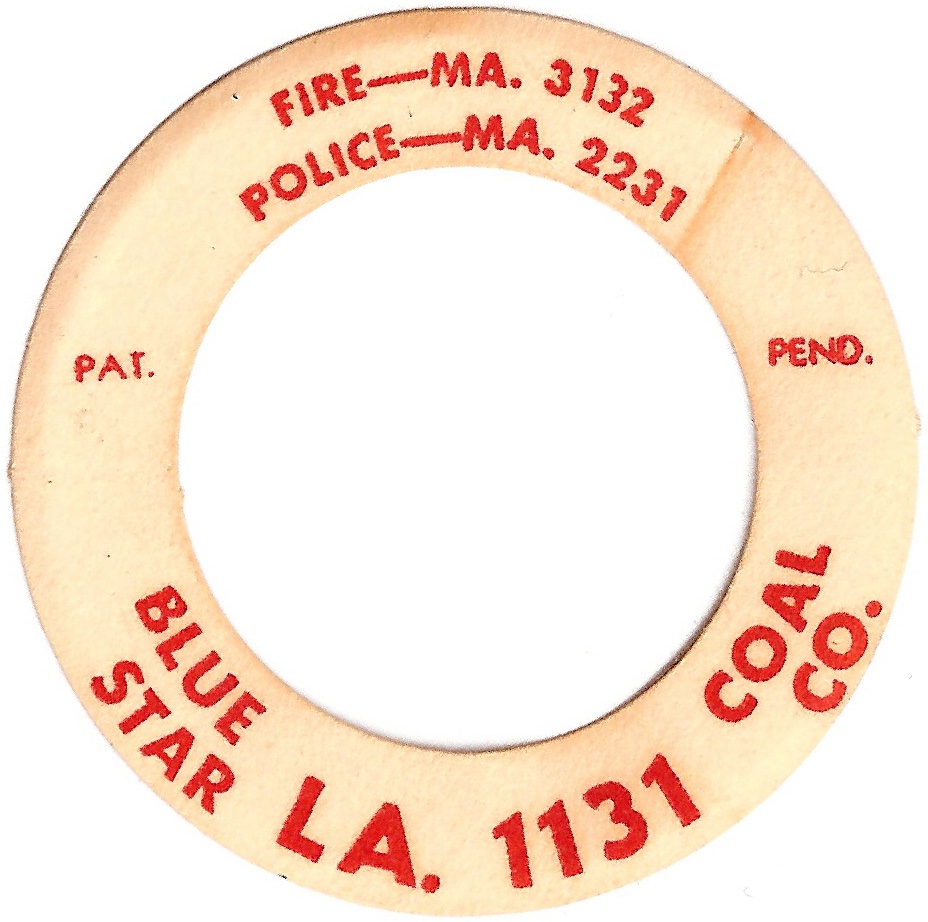 FIRE—MA. 3132
POLICE—MA. 2231
PAT.
PEND.
BLUE
STAR
LA. 1131
COAL
CO.